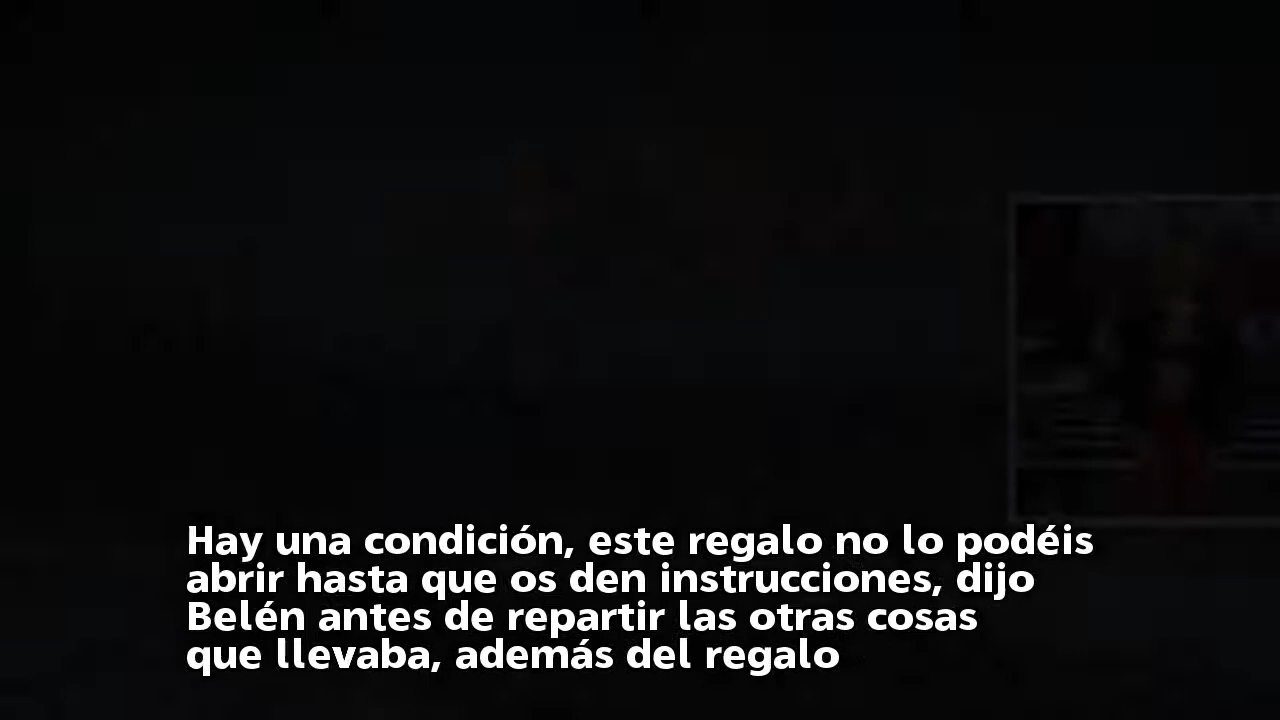 Hay una condición, este regalo no lo podéis
abrir hasta que os den instrucciones, dijo
Belén antes de repartir las otras cosas
que llevaba, además del regalo